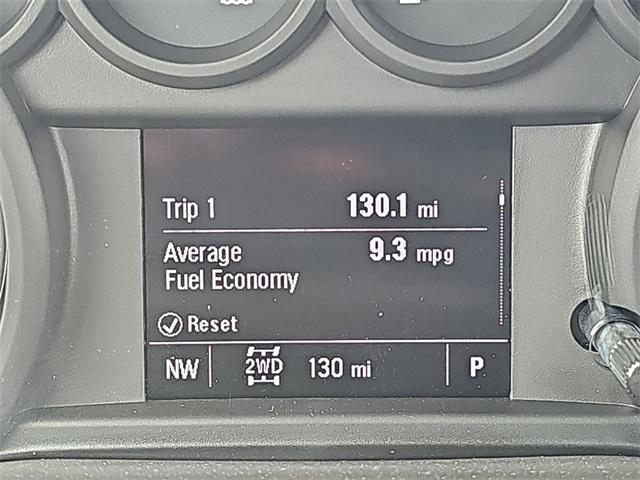 Trip 1 130.1 mi
Average 9.3 mpg
Fuel Economy
Reset
NW 2WD 130 mi P